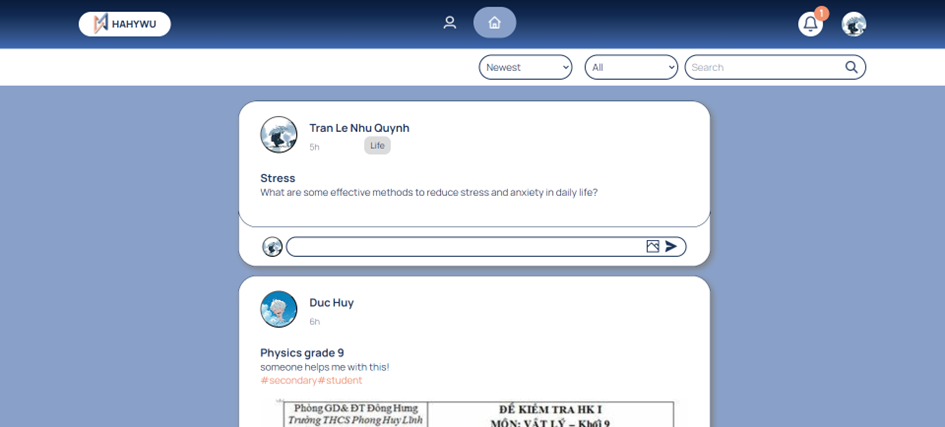 HAHYWU
1
Newest
All
Search
Tran Le Nhu Quynh
5h
Life
Stress
What are some effective methods to reduce stress and anxiety in daily life?
Duc Huy
6h
Physics grade 9
someone helps me with this!
#secondary#student
Phòng GD& ĐT Đông Hưng
ĐỀ KIỂM TRA HK I
Trường THCS Phong Huy Lĩnh
MÔN: VẬT LÝ – Khối 9